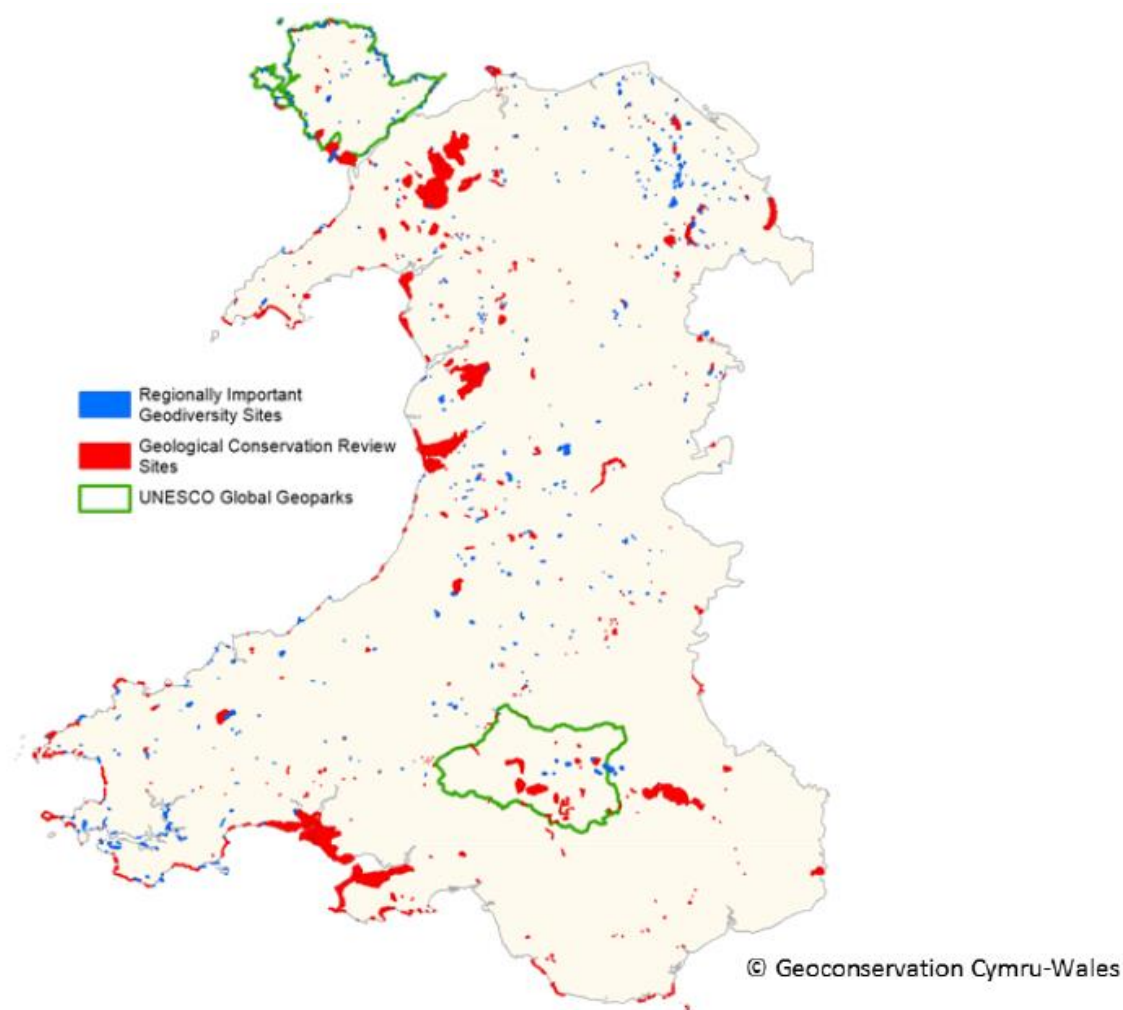 Regionally Important
Geodiversity Sites
Geological Conservation Review
Sites
UNESCO Global Geoparks
© Geoconservation Cymru-Wales